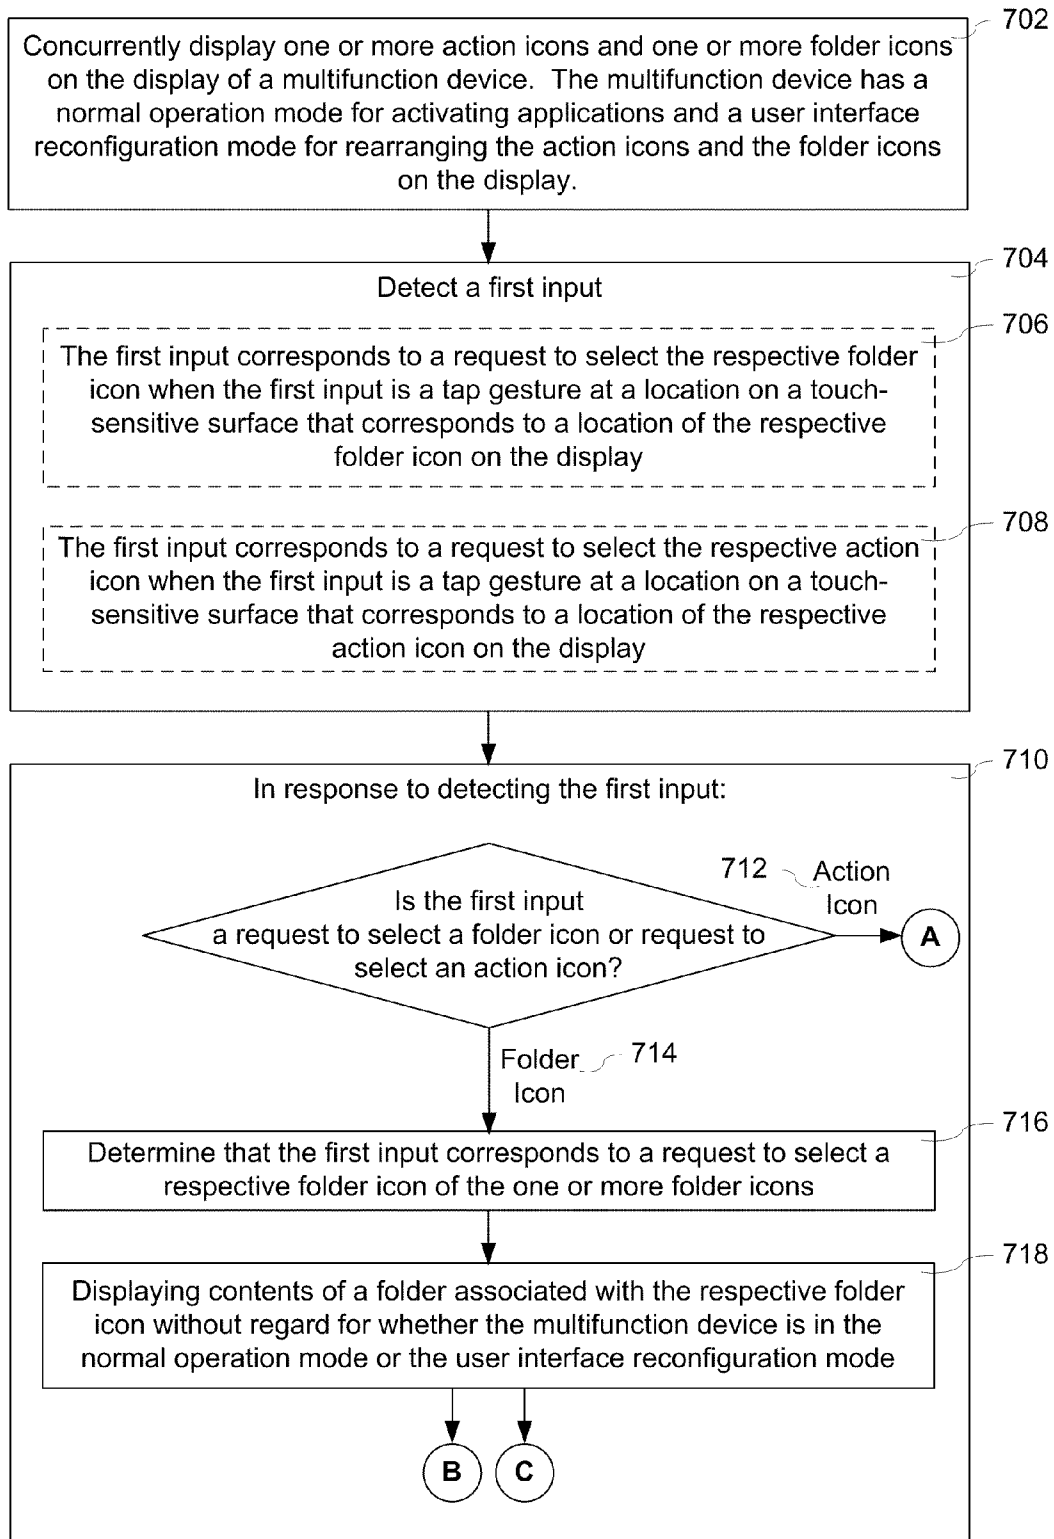 702
Concurrently display one or more action icons and one or more folder icons
on the display of a multifunction device.  The multifunction device has a
normal operation mode for activating applications and a user interface
reconfiguration mode for rearranging the action icons and the folder icons
on the display.
704
Detect a first input
706
The first input corresponds to a request to select the respective folder
icon when the first input is a tap gesture at a location on a touch-
sensitive surface that corresponds to a location of the respective
folder icon on the display
708
The first input corresponds to a request to select the respective action
icon when the first input is a tap gesture at a location on a touch-
sensitive surface that corresponds to a location of the respective
action icon on the display
710
In response to detecting the first input:
712
Action
Icon
A
Is the first input
a request to select a folder icon or request to
select an action icon?
Folder
Icon
714
716
Determine that the first input corresponds to a request to select a
respective folder icon of the one or more folder icons
718
Displaying contents of a folder associated with the respective folder
icon without regard for whether the multifunction device is in the
normal operation mode or the user interface reconfiguration mode
B
C